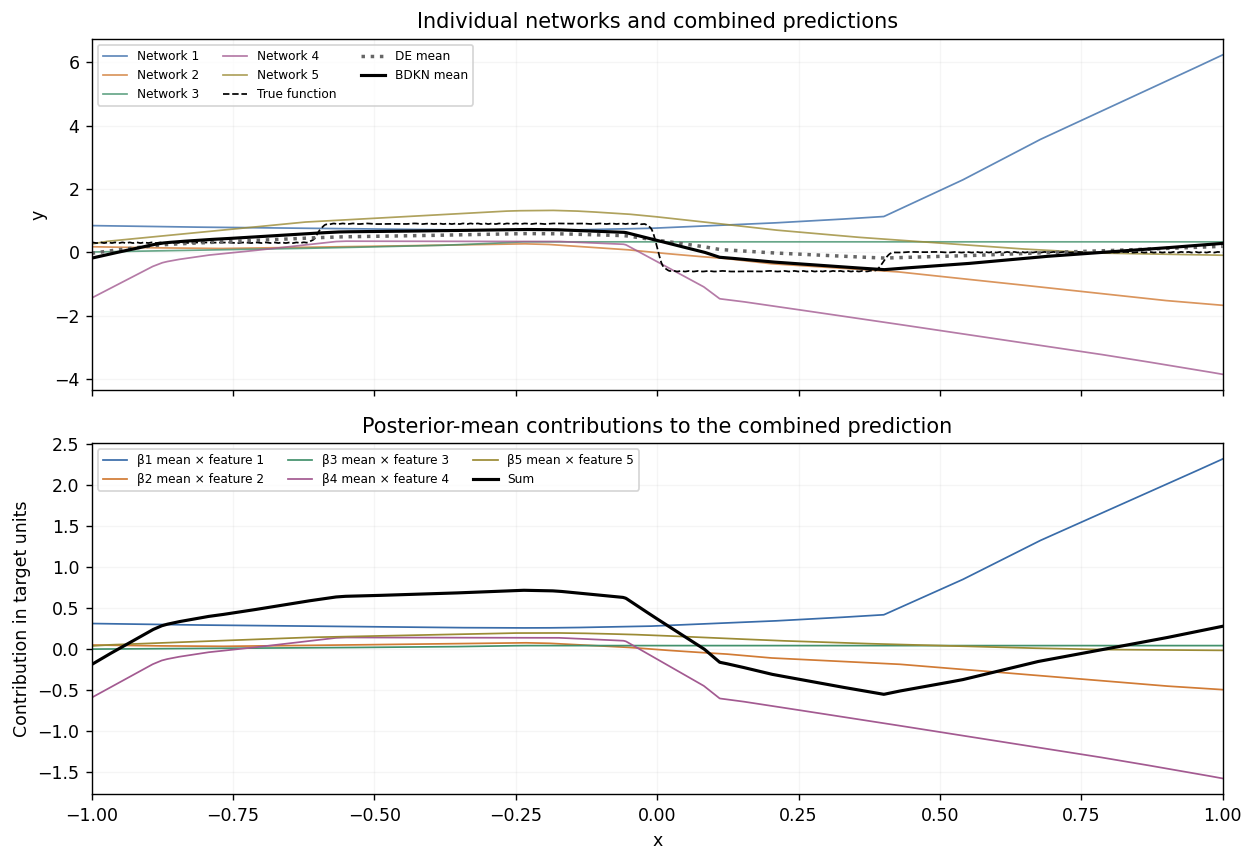 Individual networks and combined predictions
Network 1 Network 4 DE mean
Network 2 Network 5 BDKN mean
Network 3 True function
6
4
2
0
−2
−4
y
Posterior-mean contributions to the combined prediction
β1 mean × feature 1 β3 mean × feature 3 β5 mean × feature 5
β2 mean × feature 2 β4 mean × feature 4 Sum
2.5
2.0
1.5
1.0
0.5
0.0
−0.5
−1.0
−1.5
Contribution in target units
−1.00 −0.75 −0.50 −0.25 0.00 0.25 0.50 0.75 1.00
x